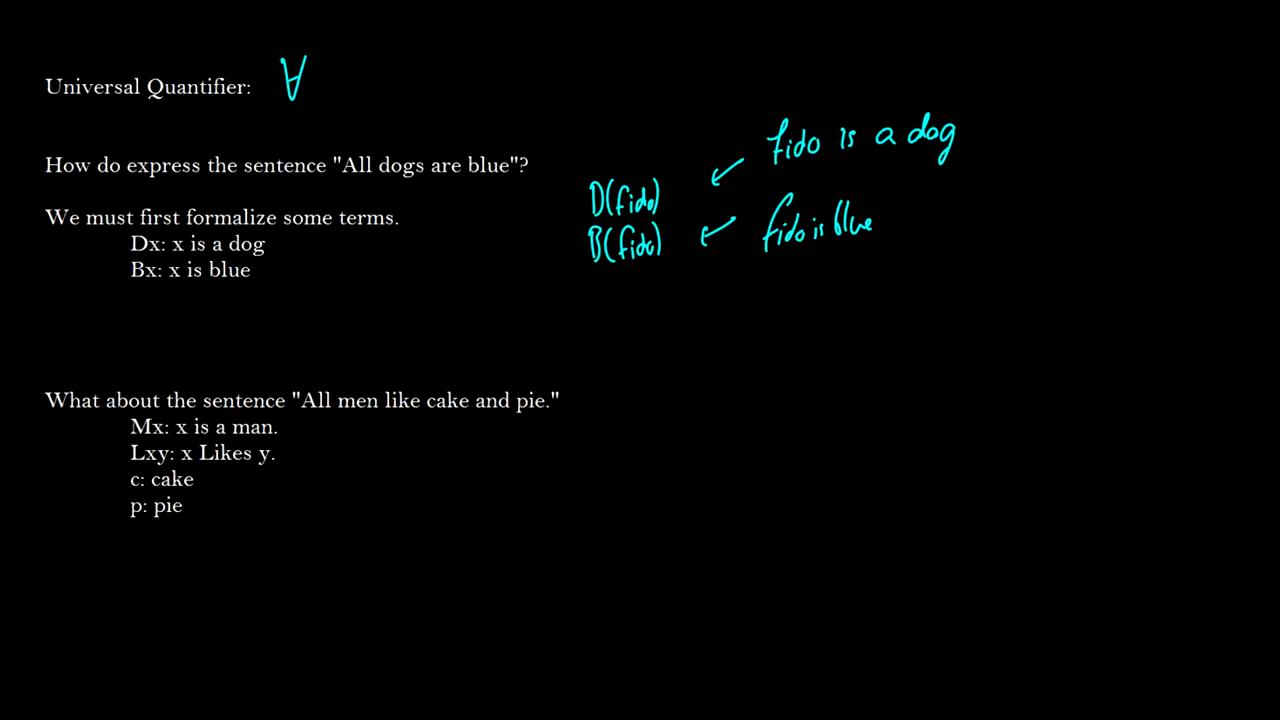 Universal Quantifier: ∀
fido is a dog
How do express the sentence "All dogs are blue"?
D(fido)
We must first formalize some terms.
fido is blue
Dx: x is a dog
B(fido)
Bx: x is blue
What about the sentence "All men like cake and pie."
Mx: x is a man.
Lxy: x Likes y.
c: cake
p: pie